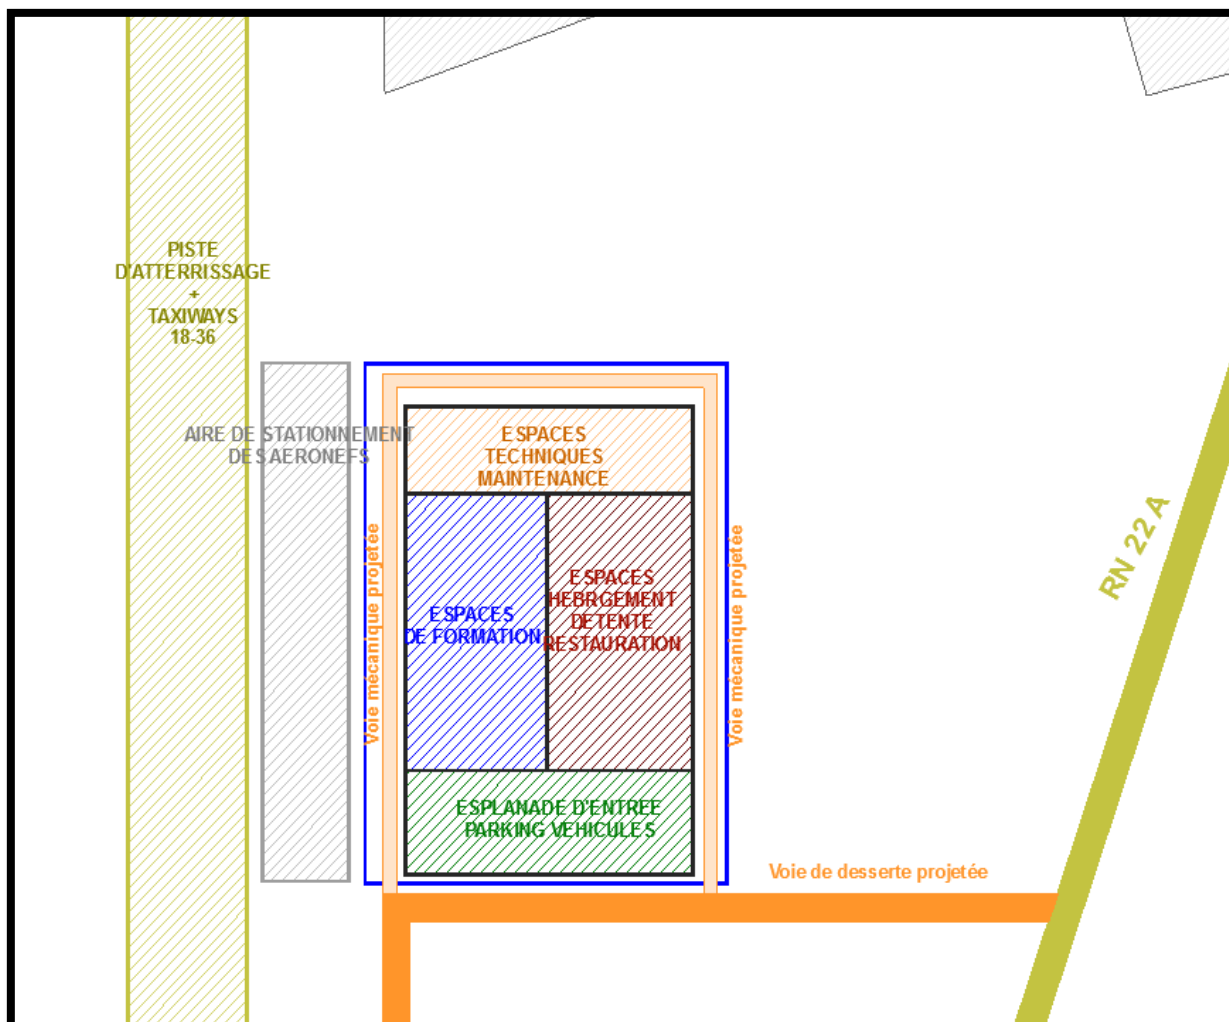 PISTE
D'ATTERRISSAGE
+
TAXIWAYS
18-36
AIRE DE STATIONNEMENT
DES AERONEFS
ESPACES
TECHNIQUES
MAINTENANCE
Voie mécanique projetée
ESPACES
DE FORMATION
ESPACES
HEBRGEMENT
DETENTE
RESTAURATION
Voie mécanique projetée
RN 22 A
ESPLANADE D'ENTREE
PARKING VEHICULES
Voie de desserte projetée